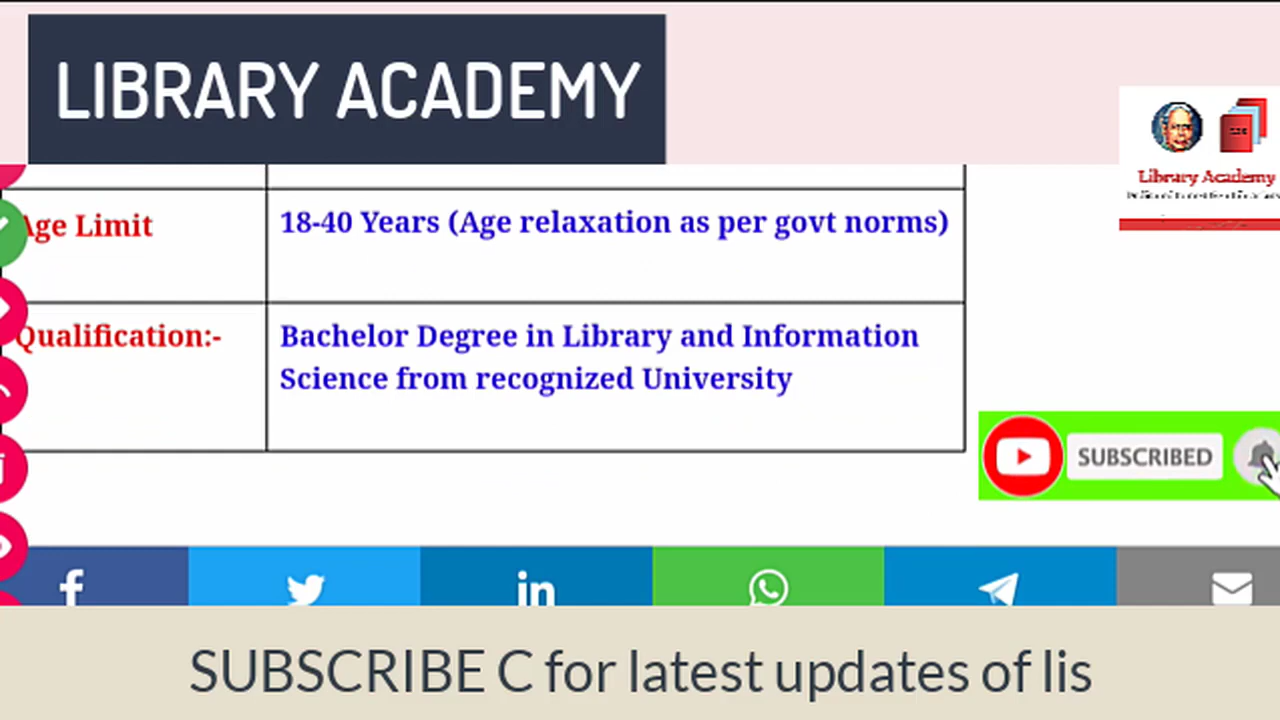 LIBRARY ACADEMY
Library Academy
Age Limit
18-40 Years (Age relaxation as per govt norms)
Qualification:-
Bachelor Degree in Library and Information
Science from recognized University
SUBSCRIBED
f
in
SUBSCRIBE C for latest updates of lis